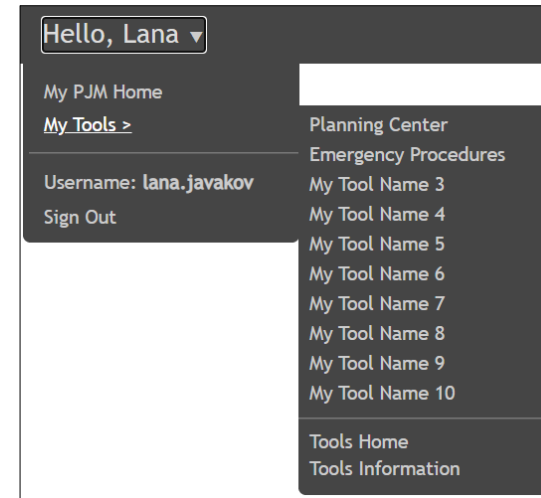 Hello, Lana ▾
My PJM Home
My Tools >
Username: lana.javakov
Sign Out
Planning Center
Emergency Procedures
My Tool Name 3
My Tool Name 4
My Tool Name 5
My Tool Name 6
My Tool Name 7
My Tool Name 8
My Tool Name 9
My Tool Name 10
Tools Home
Tools Information